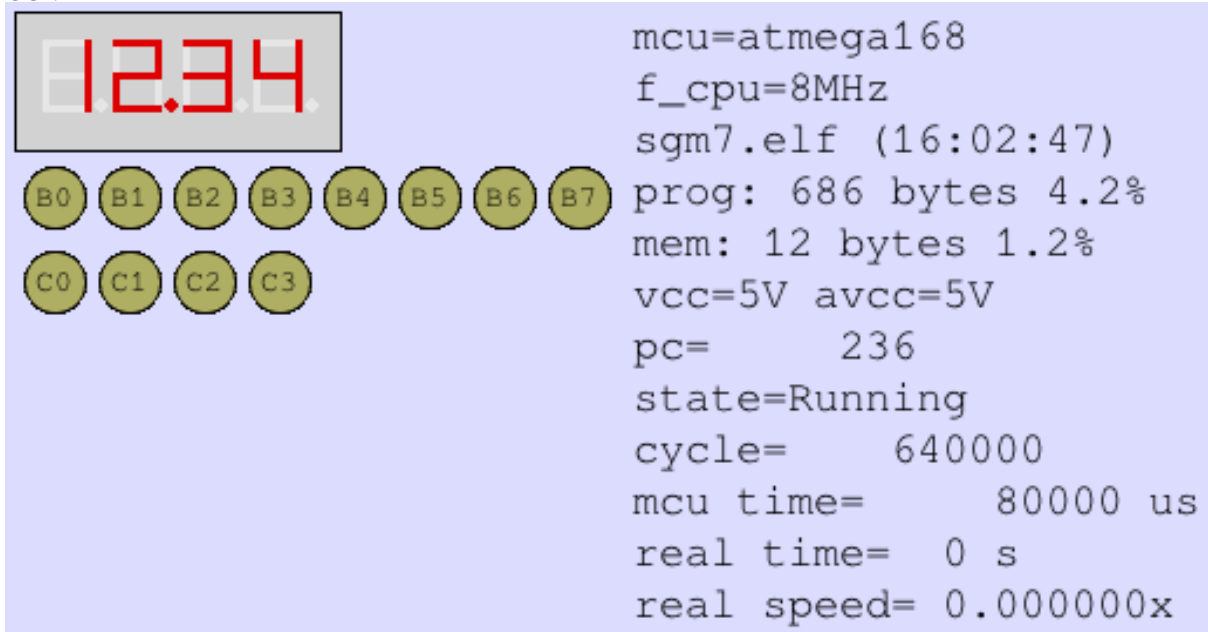 12.34
B0 B1 B2 B3 B4 B5 B6 B7
C0 C1 C2 C3
mcu=atmega168
f_cpu=8MHz
sgm7.elf (16:02:47)
prog: 686 bytes 4.2%
mem: 12 bytes 1.2%
vcc=5V avcc=5V
pc= 236
state=Running
cycle= 640000
mcu time= 80000 us
real time= 0 s
real speed= 0.000000x